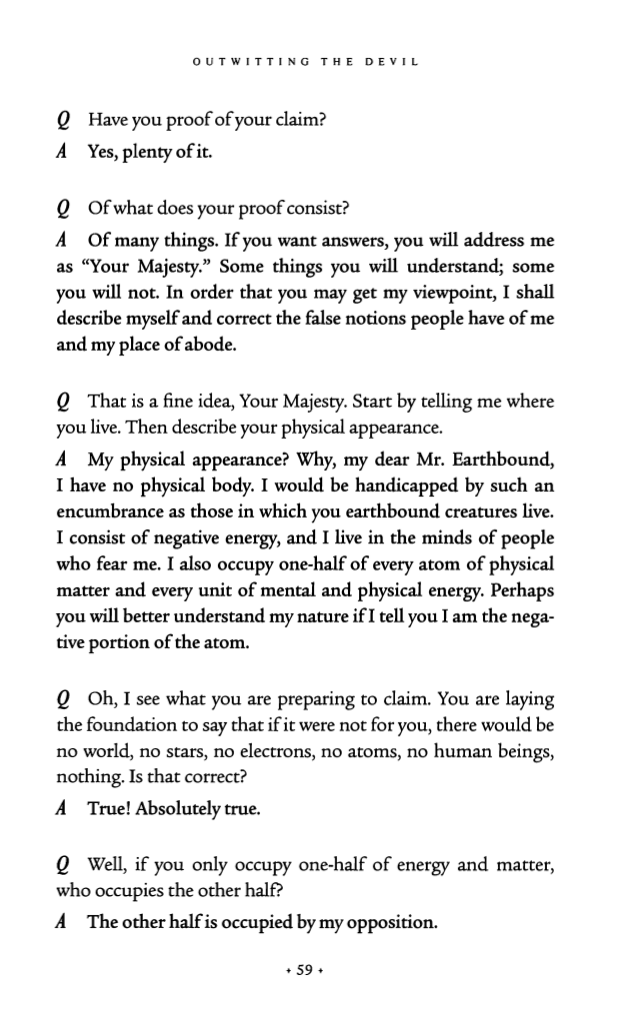 OUTWITTING THE DEVIL
Q Have you proof of your claim?
A Yes, plenty of it.
Q Of what does your proof consist?
A Of many things. If you want answers, you will address me
as “Your Majesty.” Some things you will understand; some
you will not. In order that you may get my viewpoint, I shall
describe myself and correct the false notions people have of me
and my place of abode.
Q That is a fine idea, Your Majesty. Start by telling me where
you live. Then describe your physical appearance.
A My physical appearance? Why, my dear Mr. Earthbound,
I have no physical body. I would be handicapped by such an
encumbrance as those in which you earthbound creatures live.
I consist of negative energy, and I live in the minds of people
who fear me. I also occupy one-half of every atom of physical
matter and every unit of mental and physical energy. Perhaps
you will better understand my nature if I tell you I am the nega-
tive portion of the atom.
Q Oh, I see what you are preparing to claim. You are laying
the foundation to say that if it were not for you, there would be
no world, no stars, no electrons, no atoms, no human beings,
nothing. Is that correct?
A True! Absolutely true.
Q Well, if you only occupy one-half of energy and matter,
who occupies the other half?
A The other half is occupied by my opposition.
• 59 •